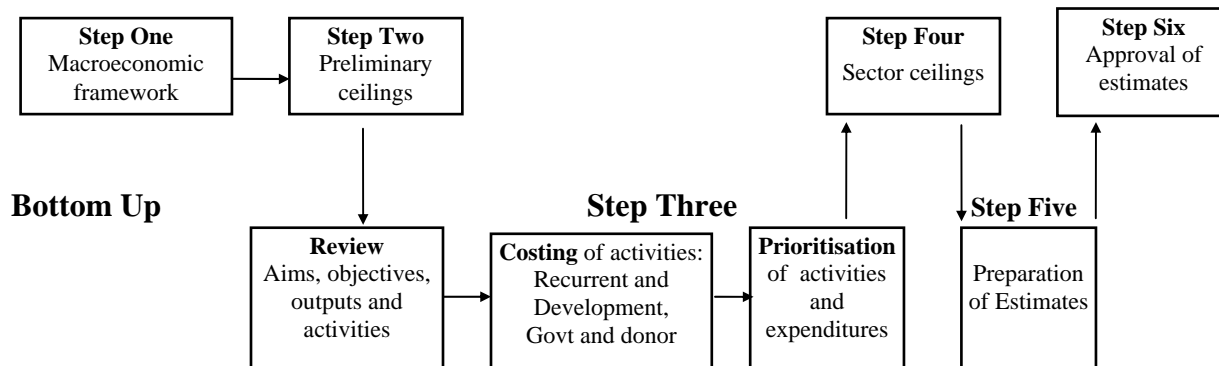 Step One
Macroeconomic
framework
Step Two
Preliminary
ceilings
Step Four
Sector ceilings
Step Six
Approval of
estimates
Bottom Up
Step Three
Step Five
Review
Aims, objectives,
outputs and
activities
Costing of activities:
Recurrent and
Development,
Govt and donor
Prioritisation
of activities
and
expenditures
Preparation
of Estimates